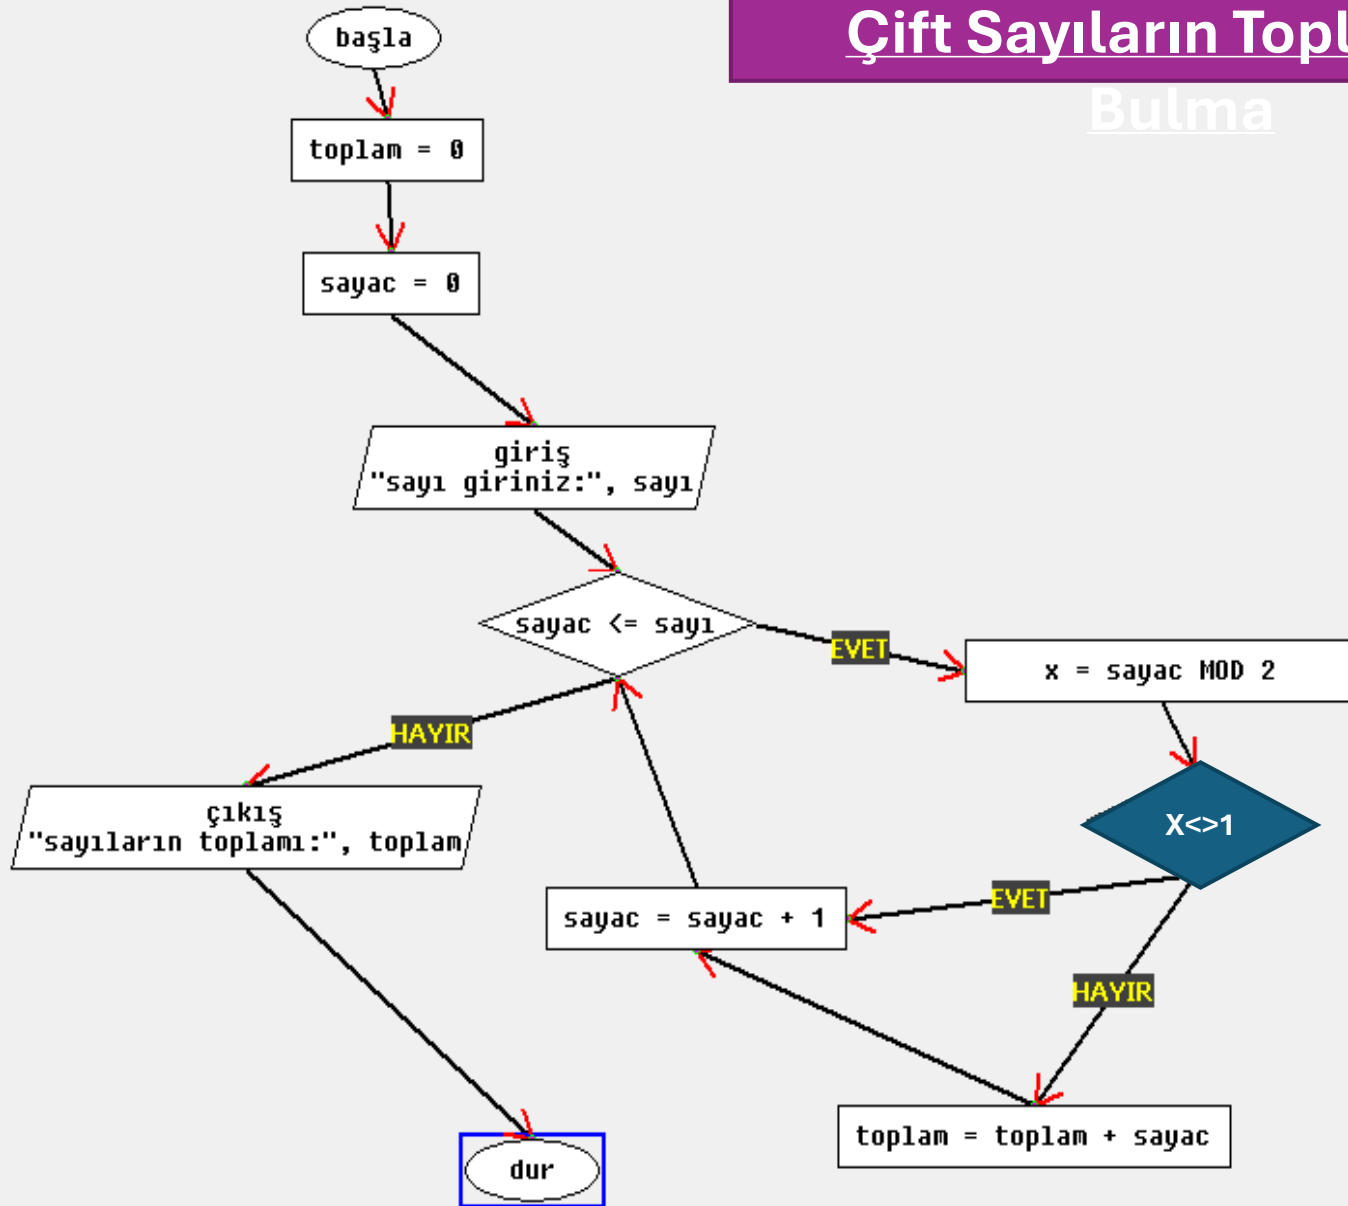 Çift Sayıların Topl
Bulma
başla
toplam = 0
sayac = 0
giriş
"sayı giriniz:", sayı
sayac <= sayı
EVET
x = sayac MOD 2
HAYIR
çıkış
"sayıların toplamı:", toplam
X<>1
EVET
sayac = sayac + 1
HAYIR
toplam = toplam + sayac
dur